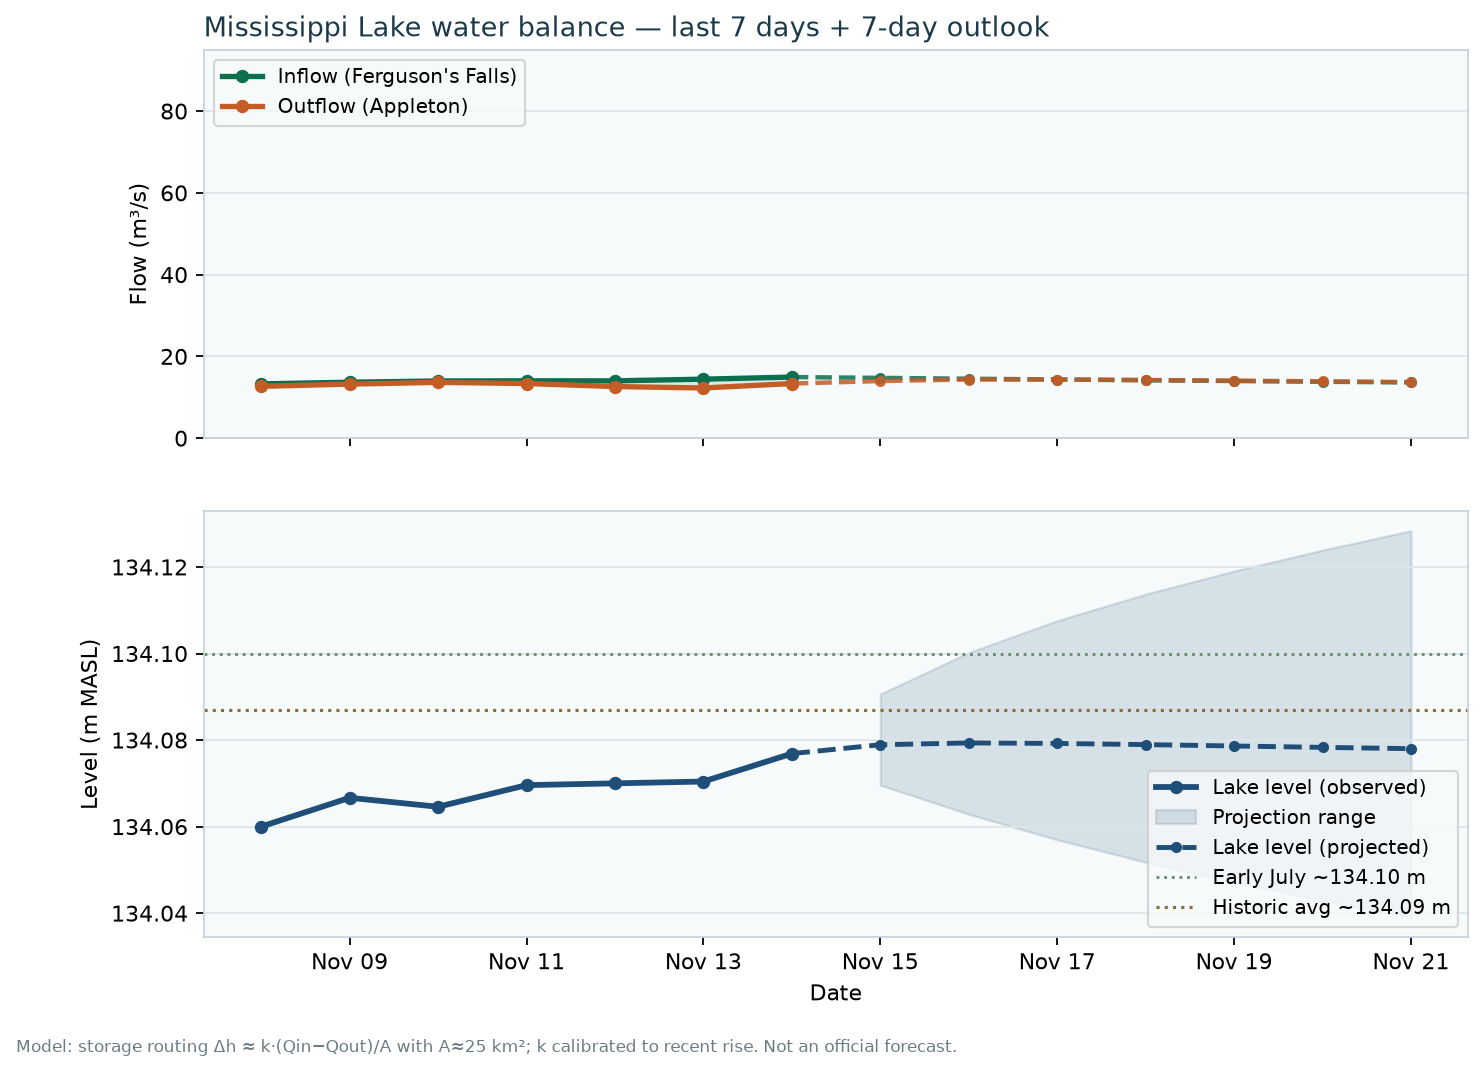 Mississippi Lake water balance — last 7 days + 7-day outlook
Inflow (Ferguson's Falls)
Outflow (Appleton)
Flow (m³/s)
80
60
40
20
0
Level (m MASL)
134.12
134.10
134.08
134.06
134.04
Lake level (observed)
Projection range
Lake level (projected)
Early July ~134.10 m
Historic avg ~134.09 m
Nov 09 Nov 11 Nov 13 Nov 15 Nov 17 Nov 19 Nov 21
Date
Model: storage routing Δh ≈ k·(Qin−Qout)/A with A≈25 km²; k calibrated to recent rise. Not an official forecast.